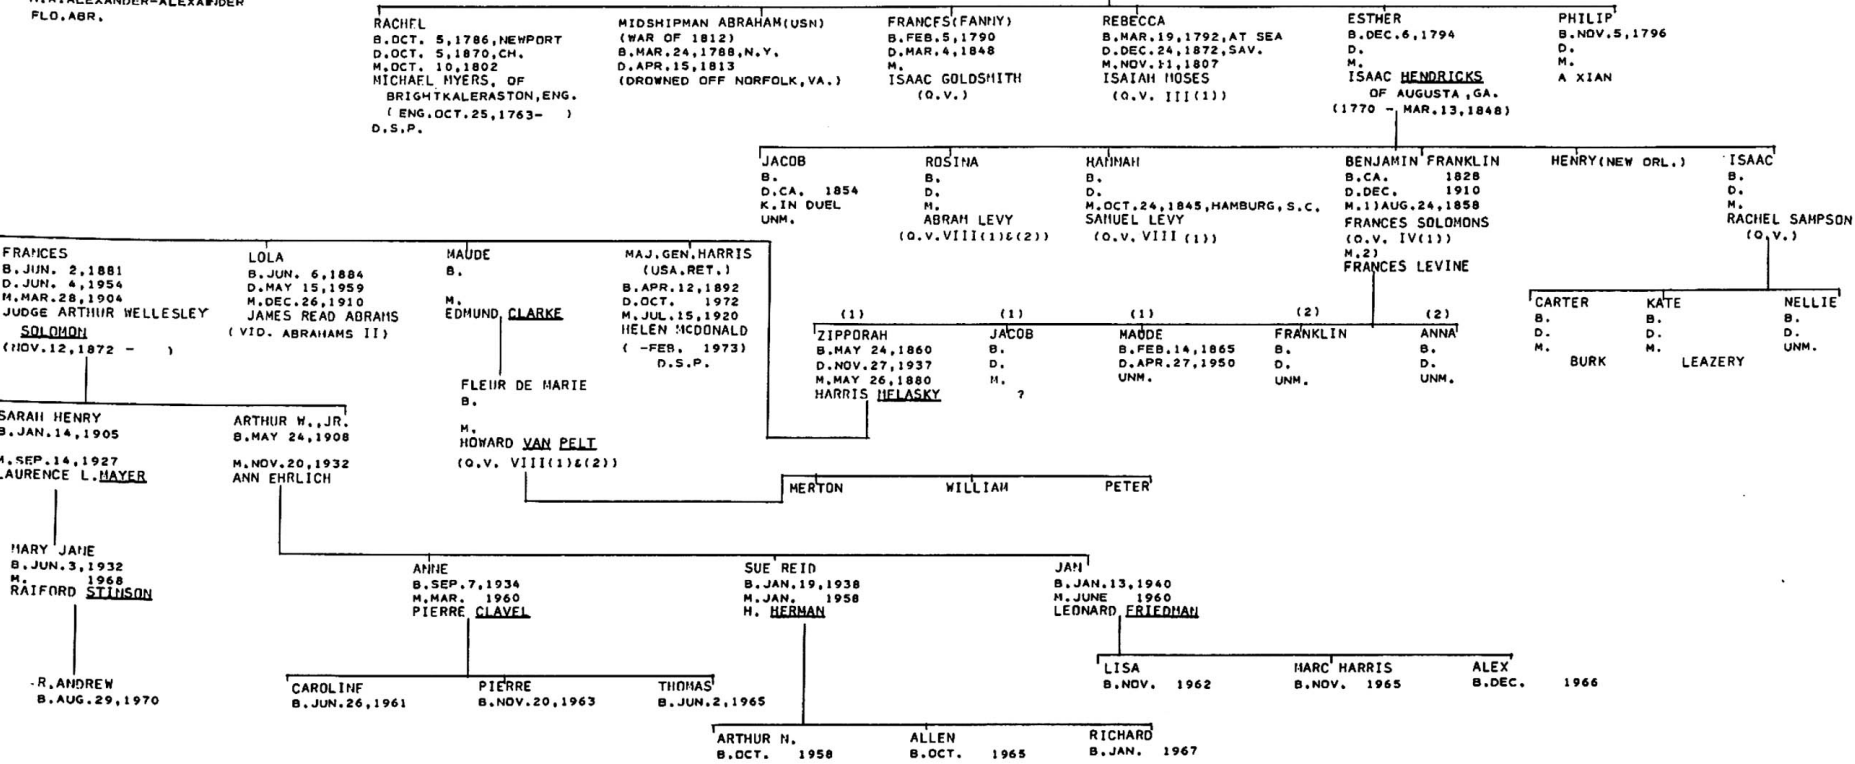 FLO.ABR.
RACHEL
B.OCT. 5,1786,NEWPORT
D.OCT. 5,1870,CH.
M.OCT. 10,1802
MICHAEL MYERS, OF
BRIGHTKALERASTON,ENG.
(ENG.OCT.25,1763- )
D.S.P.
MIDSHIPMAN ABRAHAM(USN)
(WAR OF 1812)
B.MAR.24,1788,N.Y.
D.APR.15,1813
(DROWNED OFF NORFOLK,VA.)
FRANCES(FANNY)
B.FEB.5,1790
D.MAR.4,1848
M.
ISAAC GOLDSMITH
(Q.V.)
REBECCA
B.MAR.19,1792,AT SEA
D.DEC.24,1872,SAV.
M.NOV.11,1807
ISAIAH MOSES
(Q.V. III(1))
ESTHER
B.DEC.6,1794
D.
M.
ISAAC HENDRICKS
OF AUGUSTA,GA.
(1770 - MAR.13,1848)
PHILIP
B.NOV.5,1796
D.
M.
A XIAN
JACOB
B.
D.CA. 1854
K.IN DUEL
UNM.
ROSINA
B.
D.
M.
ABRAM LEVY
(Q.V.VIII(1)&(2))
HANNAH
B.
D.
M.OCT.24,1845,HAMBURG,S.C.
SAMUEL LEVY
(Q.V. VIII (1))
BENJAMIN FRANKLIN
B.CA. 1828
D.DEC. 1910
M.1)AUG.24,1858
FRANCES SOLOMONS
(Q.V. IV(1))
M.2)
FRANCES LEVINE
HENRY(NEW ORL.)
ISAAC
B.
D.
M.
RACHEL SAMPSON
(Q.V.)
FRANCES
B.JUN. 2,1881
D.JUN. 4,1954
M.MAR.28,1904
JUDGE ARTHUR WELLESLEY
SOLOMON
(NOV.12,1872 - )
LOLA
B.JUN. 6,1884
D.MAY 15,1959
M.DEC.26,1910
JAMES READ ABRAMS
(VID. ABRAHAMS II)
MAUDE
B.
M.
EDMUND CLARKE
MAJ.GEN.HARRIS
(USA.RET.)
B.APR.12,1892
D.OCT. 1972
M.JUL.15,1920
HELEN MCDONALD
( -FEB. 1973)
D.S.P.
(1)
ZIPPORAH
B.MAY 24,1860
D.NOV.27,1937
M.MAY 26,1880
HARRIS MELASKY
(1)
JACOB
B.
D.
M.
?
(1)
MAUDE
B.FEB.14,1865
D.APR.27,1950
UNM.
(2)
FRANKLIN
B.
D.
UNM.
(2)
ANNA
B.
D.
UNM.
CARTER
B.
D.
M.
BURK
KATE
B.
D.
M.
LEAZERY
NELLIE
B.
D.
UNM.
SARAH HENRY
B.JAN.14,1905
M.SEP.14,1927
LAURENCE L.MAYER
ARTHUR W.,JR.
B.MAY 24,1908
M.NOV.20,1932
ANN EHRLICH
FLEUR DE MARIE
B.
M.
HOWARD VAN PELT
(Q.V. VIII(1)&(2))
MERTON
WILLIAM
PETER
MARY JANE
B.JUN.3,1932
M. 1968
RAIFORD STINSON
ANNE
B.SEP.7,1934
M.MAR. 1960
PIERRE CLAVEL
SUE REID
B.JAN.19,1938
M.JAN. 1958
H. HERMAN
JAN
B.JAN.13,1940
M.JUNE 1960
LEONARD FRIEDMAN
R.ANDREW
B.AUG.29,1970
CAROLINE
B.JUN.26,1961
PIERRE
B.NOV.20,1963
THOMAS
B.JUN.2,1965
LISA
B.NOV. 1962
MARC HARRIS
B.NOV. 1965
ALEX
B.DEC. 1966
ARTHUR N.
B.OCT. 1958
ALLEN
B.OCT. 1965
RICHARD
B.JAN. 1967